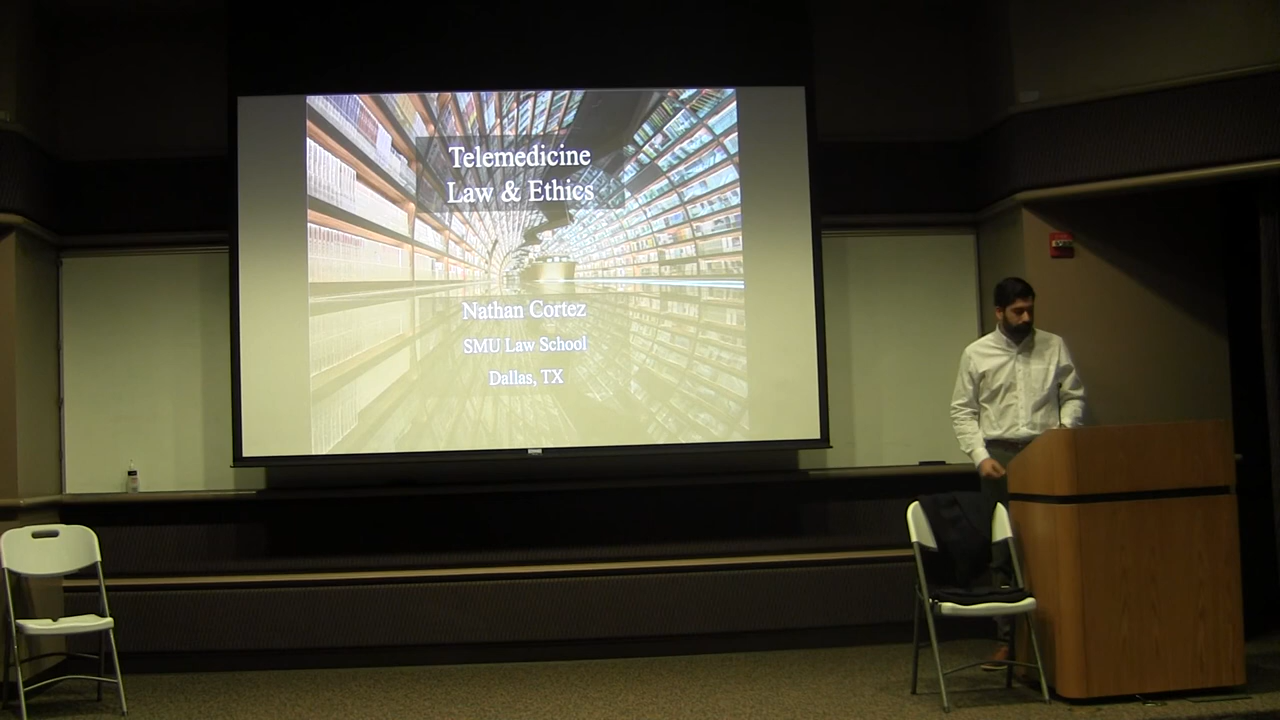 Telemedicine
Law & Ethics
Nathan Cortez
SMU Law School
Dallas, TX